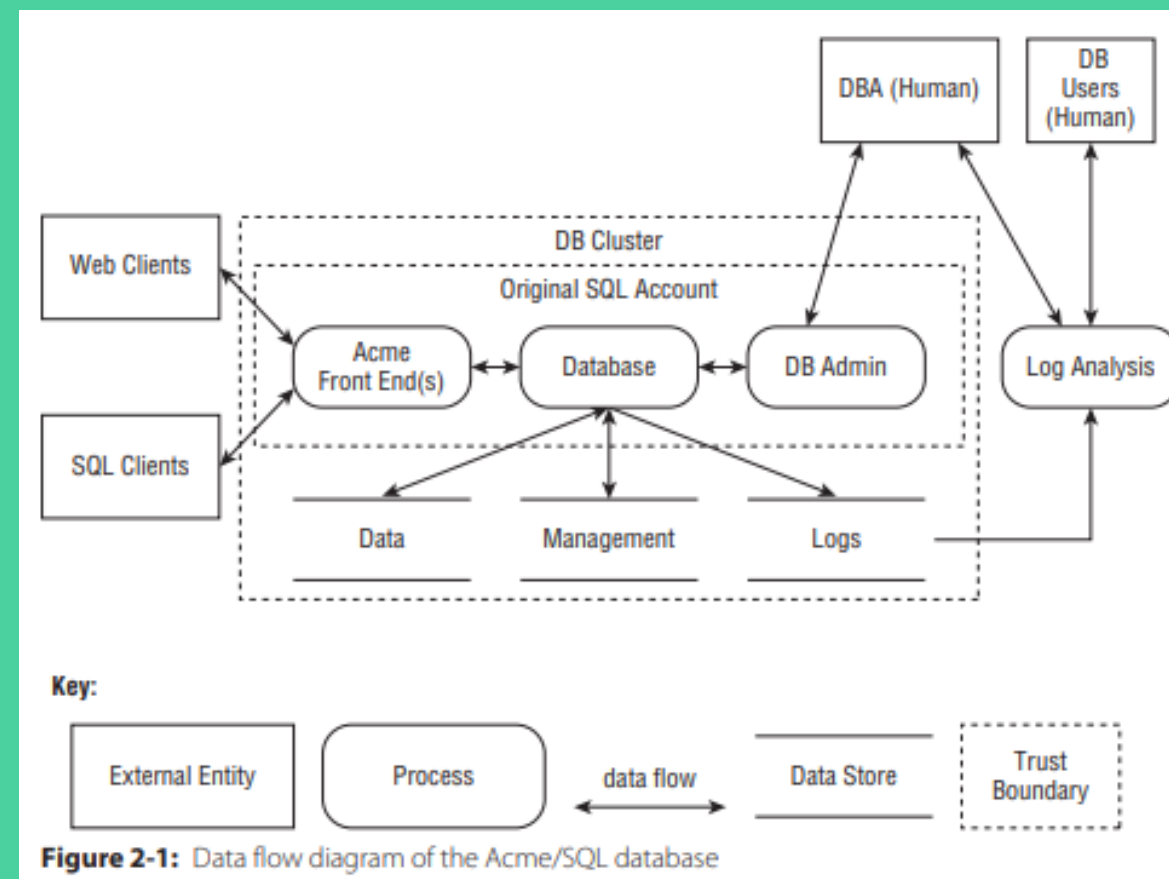 DBA (Human)
DB
Users
(Human)
Web Clients
DB Cluster
Original SQL Account
Acme
Front End(s)
Database
DB Admin
Log Analysis
SQL Clients
Data
Management
Logs
Key:
External Entity
Process
data flow
Data Store
Trust
Boundary
Figure 2-1: Data flow diagram of the Acme/SQL database